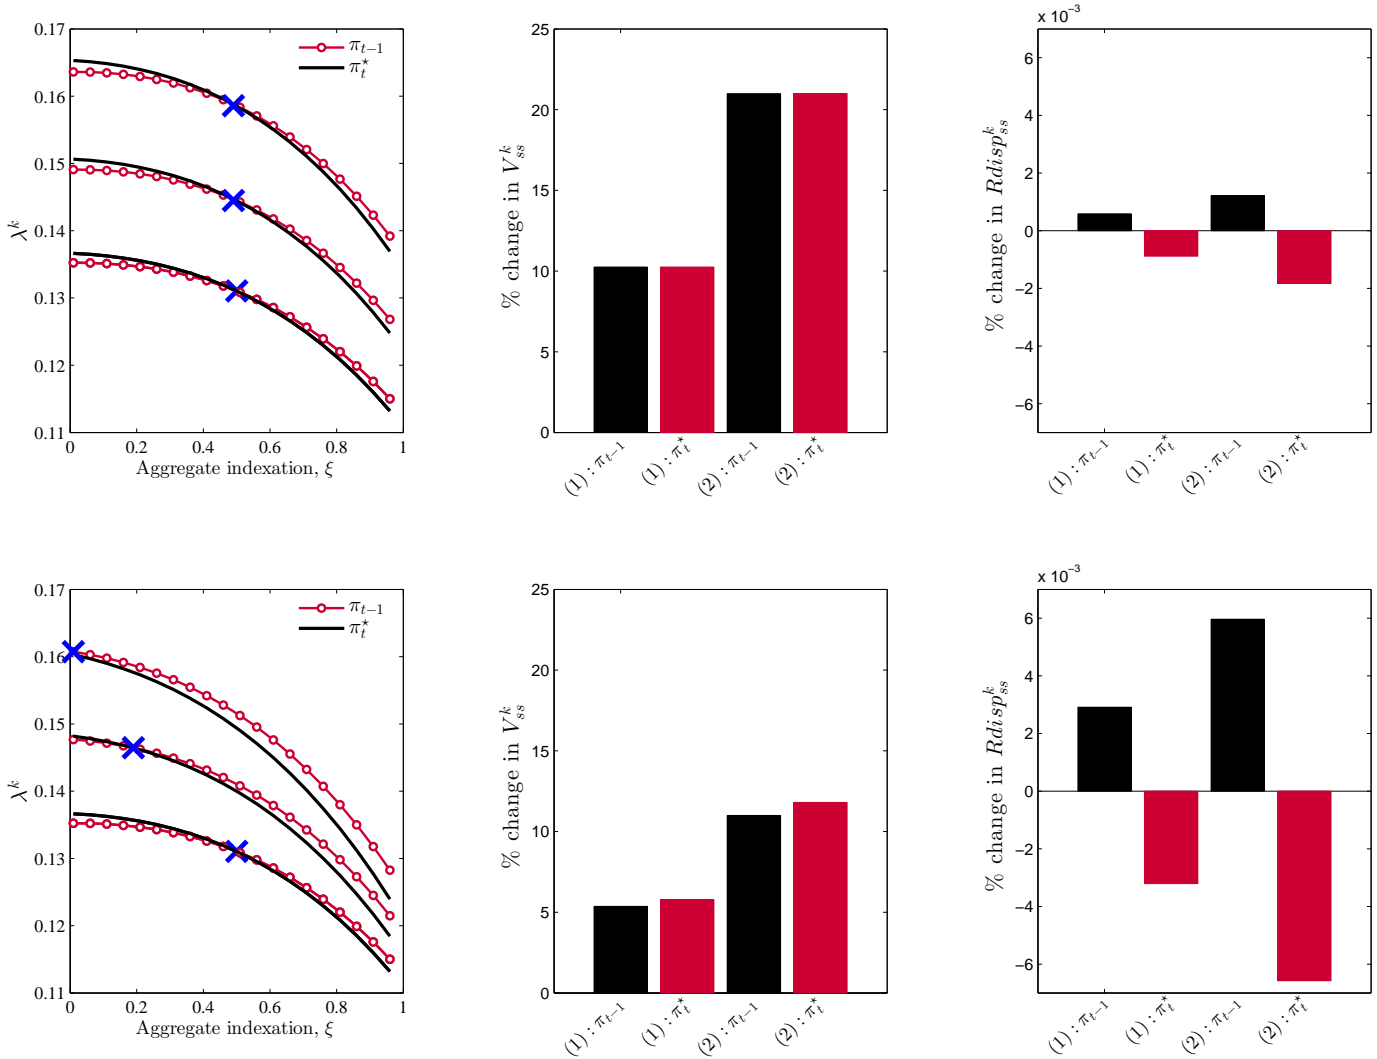 0.17
0.16
0.15
0.14
0.13
0.12
0.11
λ^k
π_{t−1}
π_t^⋆
0 0.2 0.4 0.6 0.8 1
Aggregate indexation, ξ
25
20
15
10
5
0
% change in V_{ss}^k
(1) : π_{t−1}
(1) : π_t^⋆
(2) : π_{t−1}
(2) : π_t^⋆
x 10^{−3}
6
4
2
0
−2
−4
−6
% change in Rdisp_{ss}^k
(1) : π_{t−1}
(1) : π_t^⋆
(2) : π_{t−1}
(2) : π_t^⋆
0.17
0.16
0.15
0.14
0.13
0.12
0.11
λ^k
π_{t−1}
π_t^⋆
0 0.2 0.4 0.6 0.8 1
Aggregate indexation, ξ
25
20
15
10
5
0
% change in V_{ss}^k
(1) : π_{t−1}
(1) : π_t^⋆
(2) : π_{t−1}
(2) : π_t^⋆
x 10^{−3}
6
4
2
0
−2
−4
−6
% change in Rdisp_{ss}^k
(1) : π_{t−1}
(1) : π_t^⋆
(2) : π_{t−1}
(2) : π_t^⋆